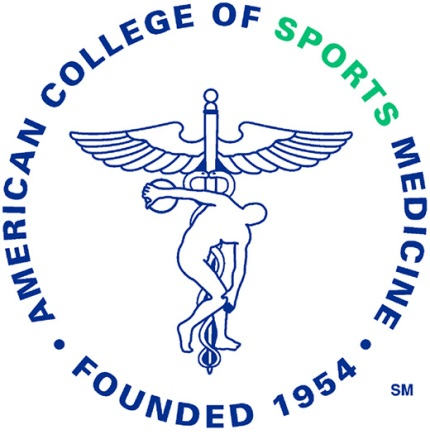 AMERICAN COLLEGE OF SPORTS MEDICINE
• FOUNDED 1954 •
SM